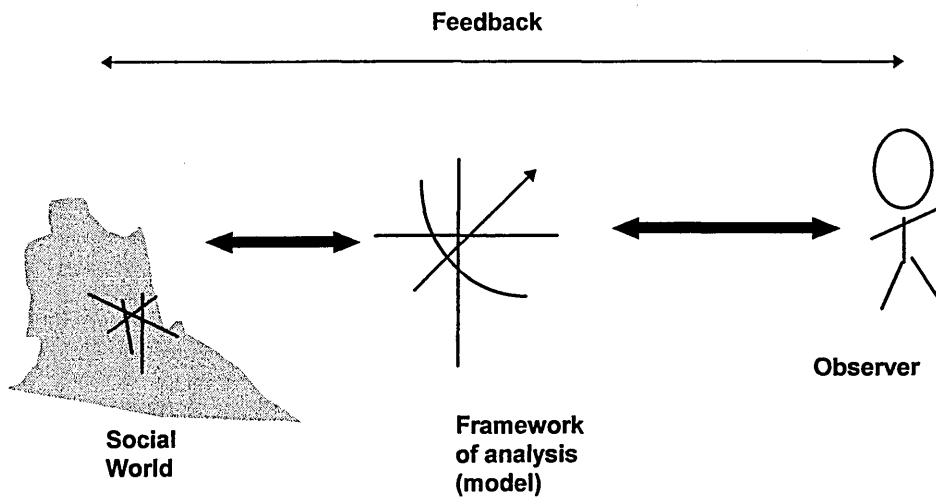 Feedback
Observer
Social
World
Framework
of analysis
(model)